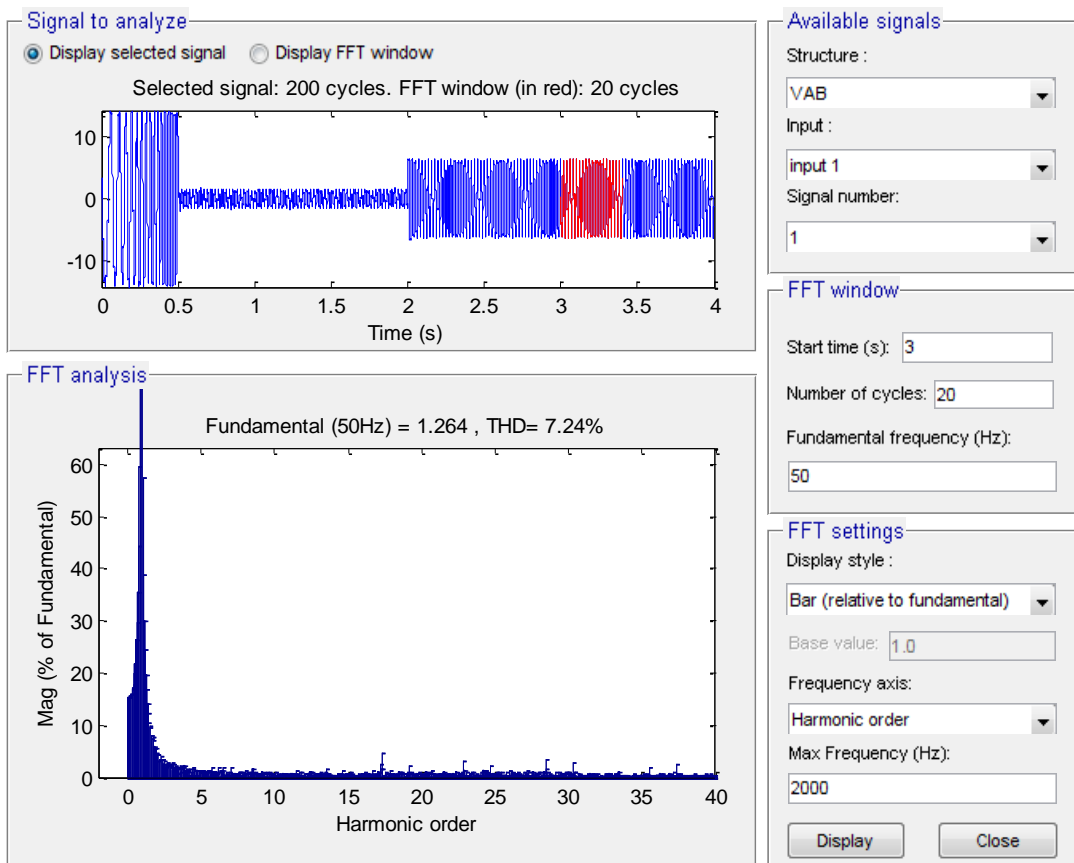 Signal to analyze
Display selected signal Display FFT window
Selected signal: 200 cycles. FFT window (in red): 20 cycles
10
0
-10
0 0.5 1 1.5 2 2.5 3 3.5 4
Time (s)
FFT analysis
Fundamental (50Hz) = 1.264 , THD= 7.24%
Mag (% of Fundamental)
60
50
40
30
20
10
0
0 5 10 15 20 25 30 35 40
Harmonic order
Available signals
Structure :
VAB
Input :
input 1
Signal number:
1
FFT window
Start time (s): 3
Number of cycles: 20
Fundamental frequency (Hz):
50
FFT settings
Display style :
Bar (relative to fundamental)
Base value: 1.0
Frequency axis:
Harmonic order
Max Frequency (Hz):
2000
Display Close